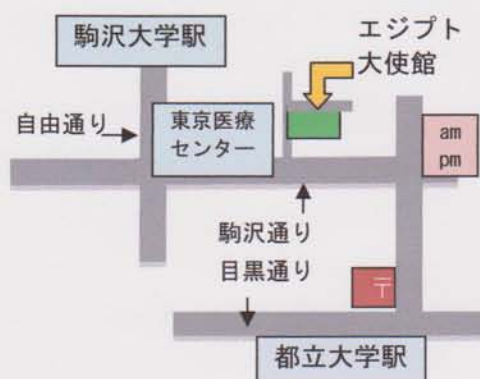 駒沢大学駅
エジプト
大使館
自由通り
東京医療
センター
am
pm
駒沢通り
目黒通り
〒
都立大学駅